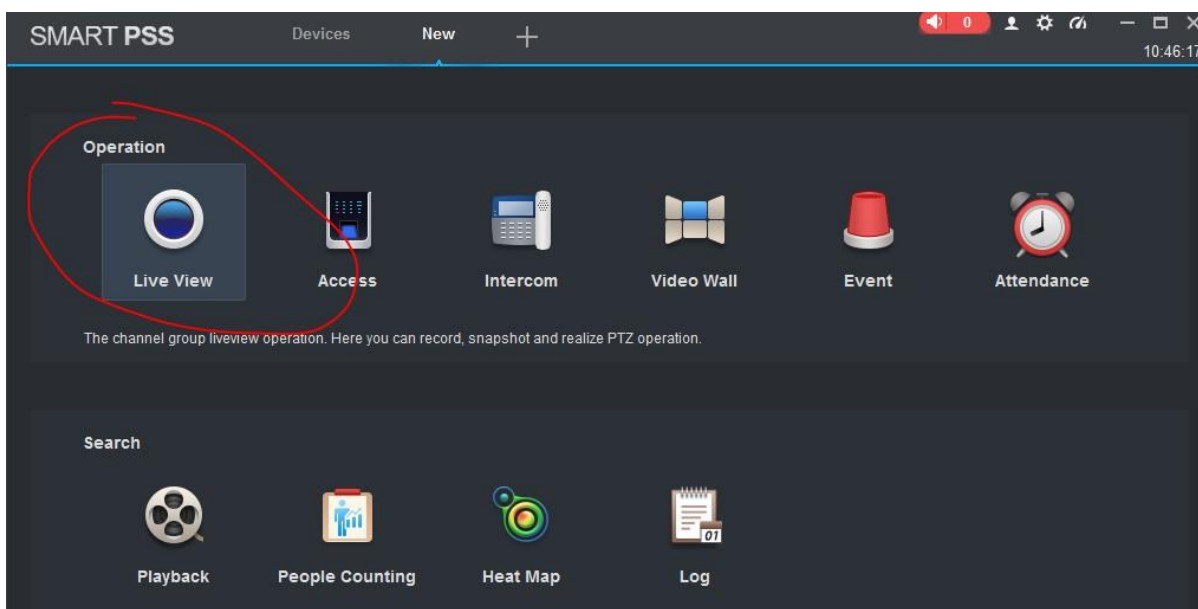 SMART PSS Devices New + 0
10:46:17
Operation
Live View Access Intercom Video Wall Event Attendance
The channel group liveview operation. Here you can record, snapshot and realize PTZ operation.
Search
01
Playback People Counting Heat Map Log